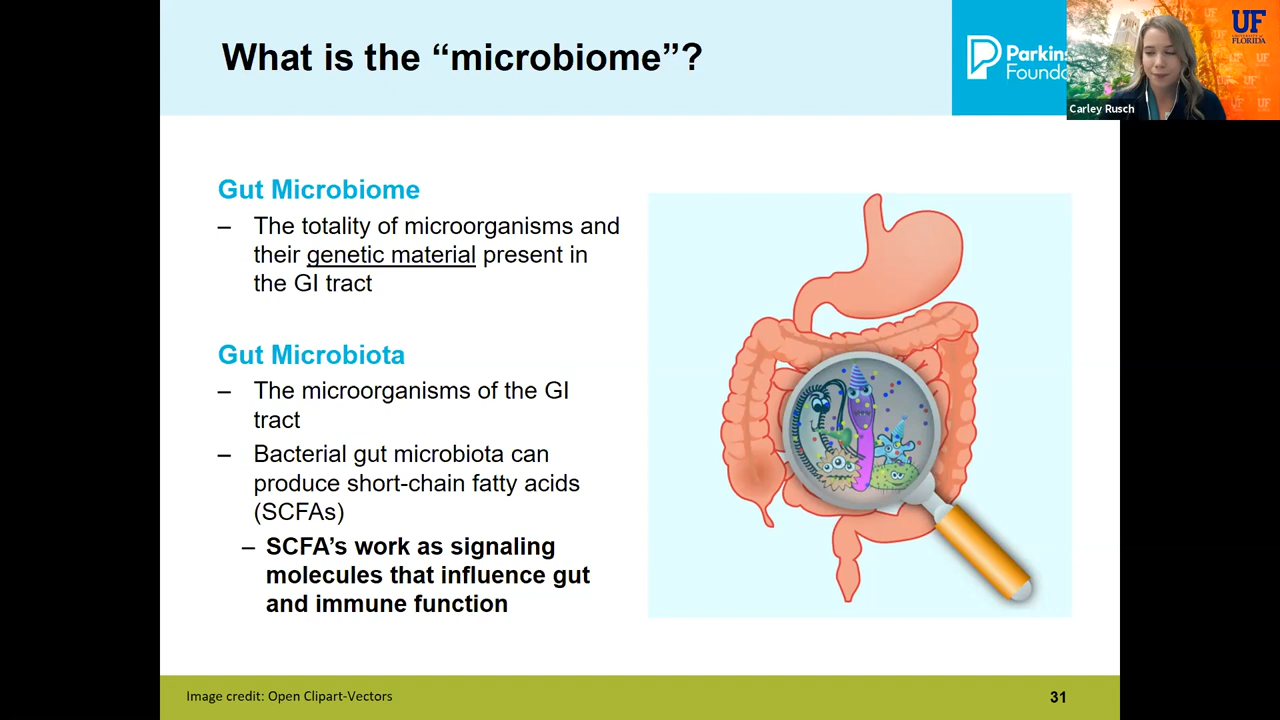 What is the “microbiome”?
UF
UNIVERSITY of
FLORIDA
Carley Rusch
Gut Microbiome
– The totality of microorganisms and
their genetic material present in
the GI tract
Gut Microbiota
– The microorganisms of the GI
tract
– Bacterial gut microbiota can
produce short-chain fatty acids
(SCFAs)
– SCFA’s work as signaling
molecules that influence gut
and immune function
Image credit: Open Clipart-Vectors
31